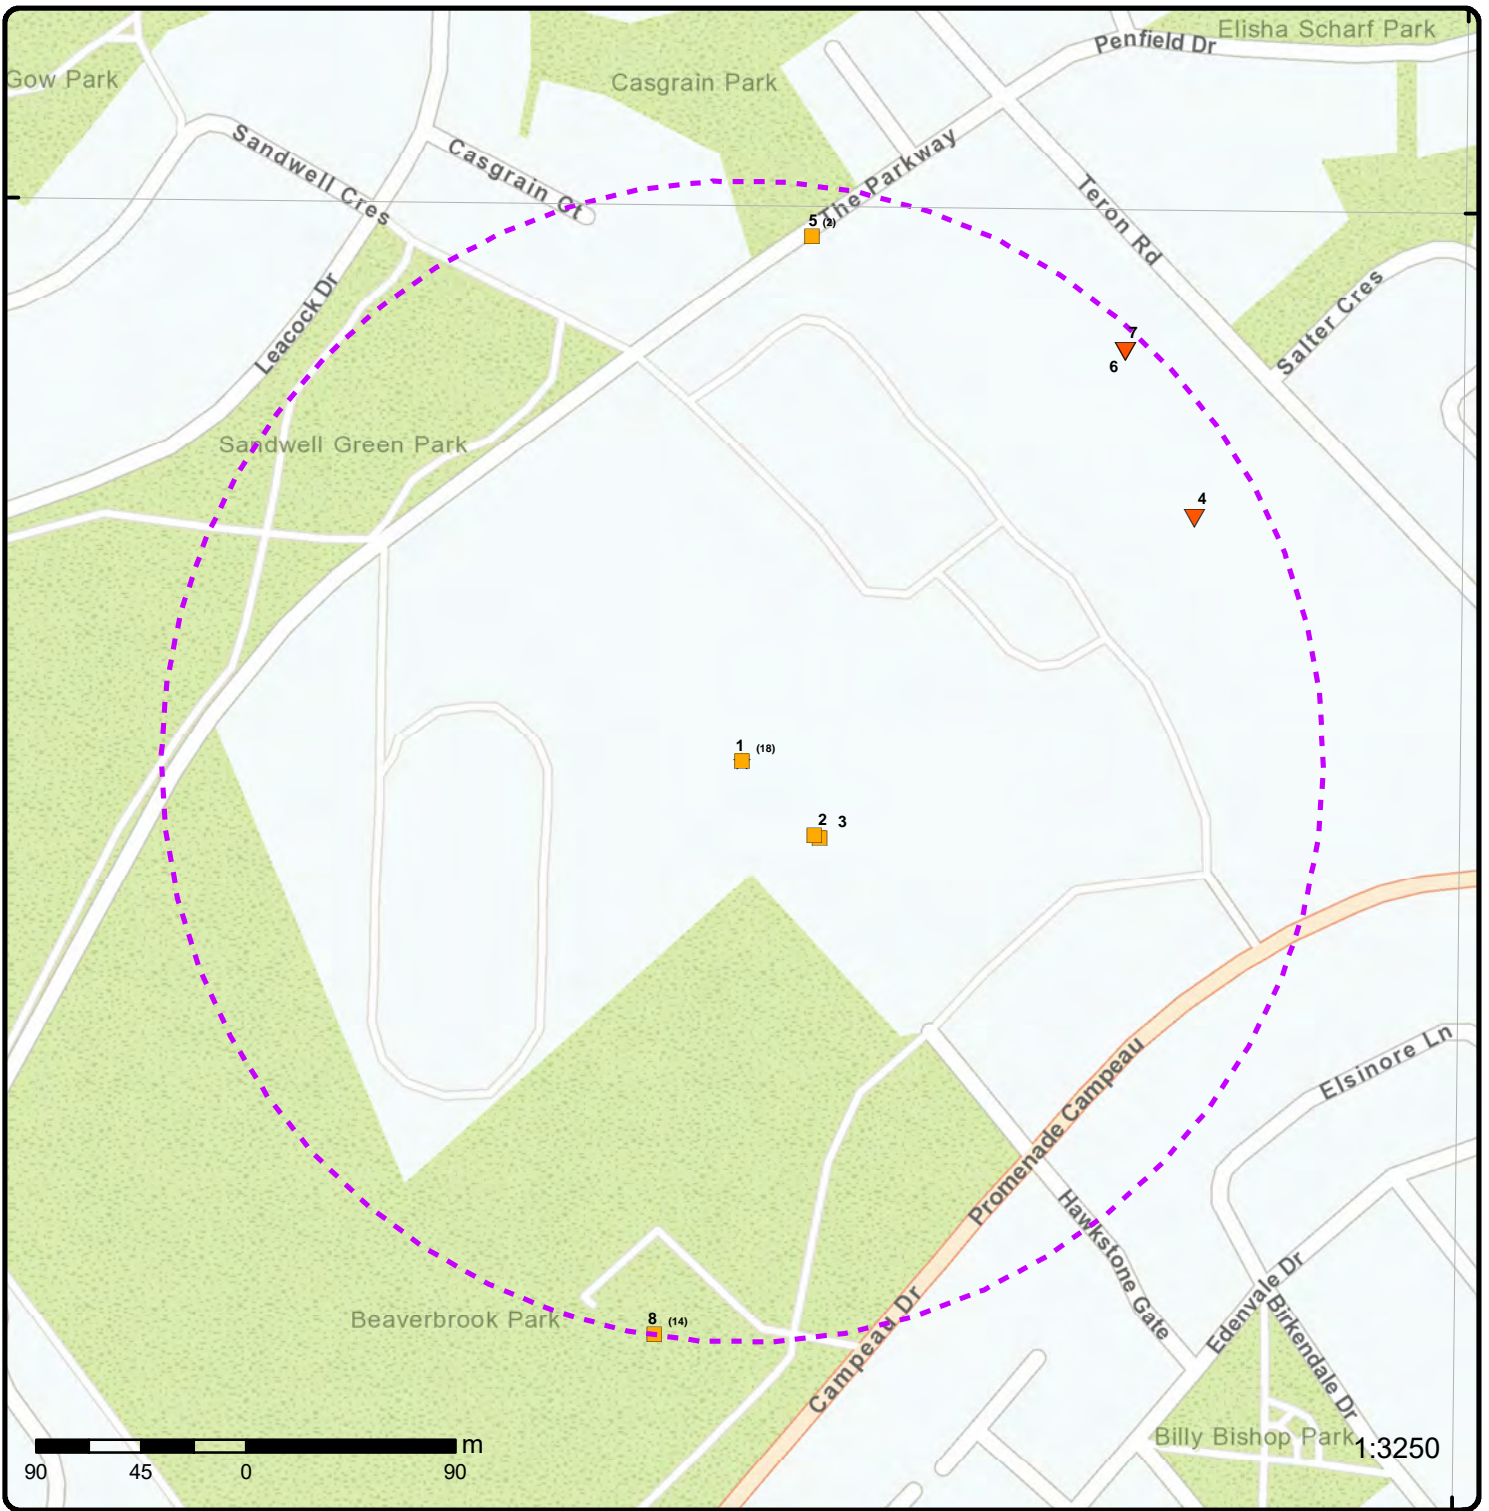 Elisha Scharf Park
Penfield Dr
Gow Park
Casgrain Park
Sandwell Cres
Casgrain Ct
The Parkway
Teron Rd
5 (2)
Leacock Dr
Salter Cres
7
6
Sandwell Green Park
4
1 (18)
2 3
Elsinore Ln
Promenade Campeau
Hawkstone Gate
Edenvale Dr
Birkendale Dr
Beaverbrook Park
8 (14)
Campeau Dr
Billy Bishop Park
1:3250
m
90 45 0 90